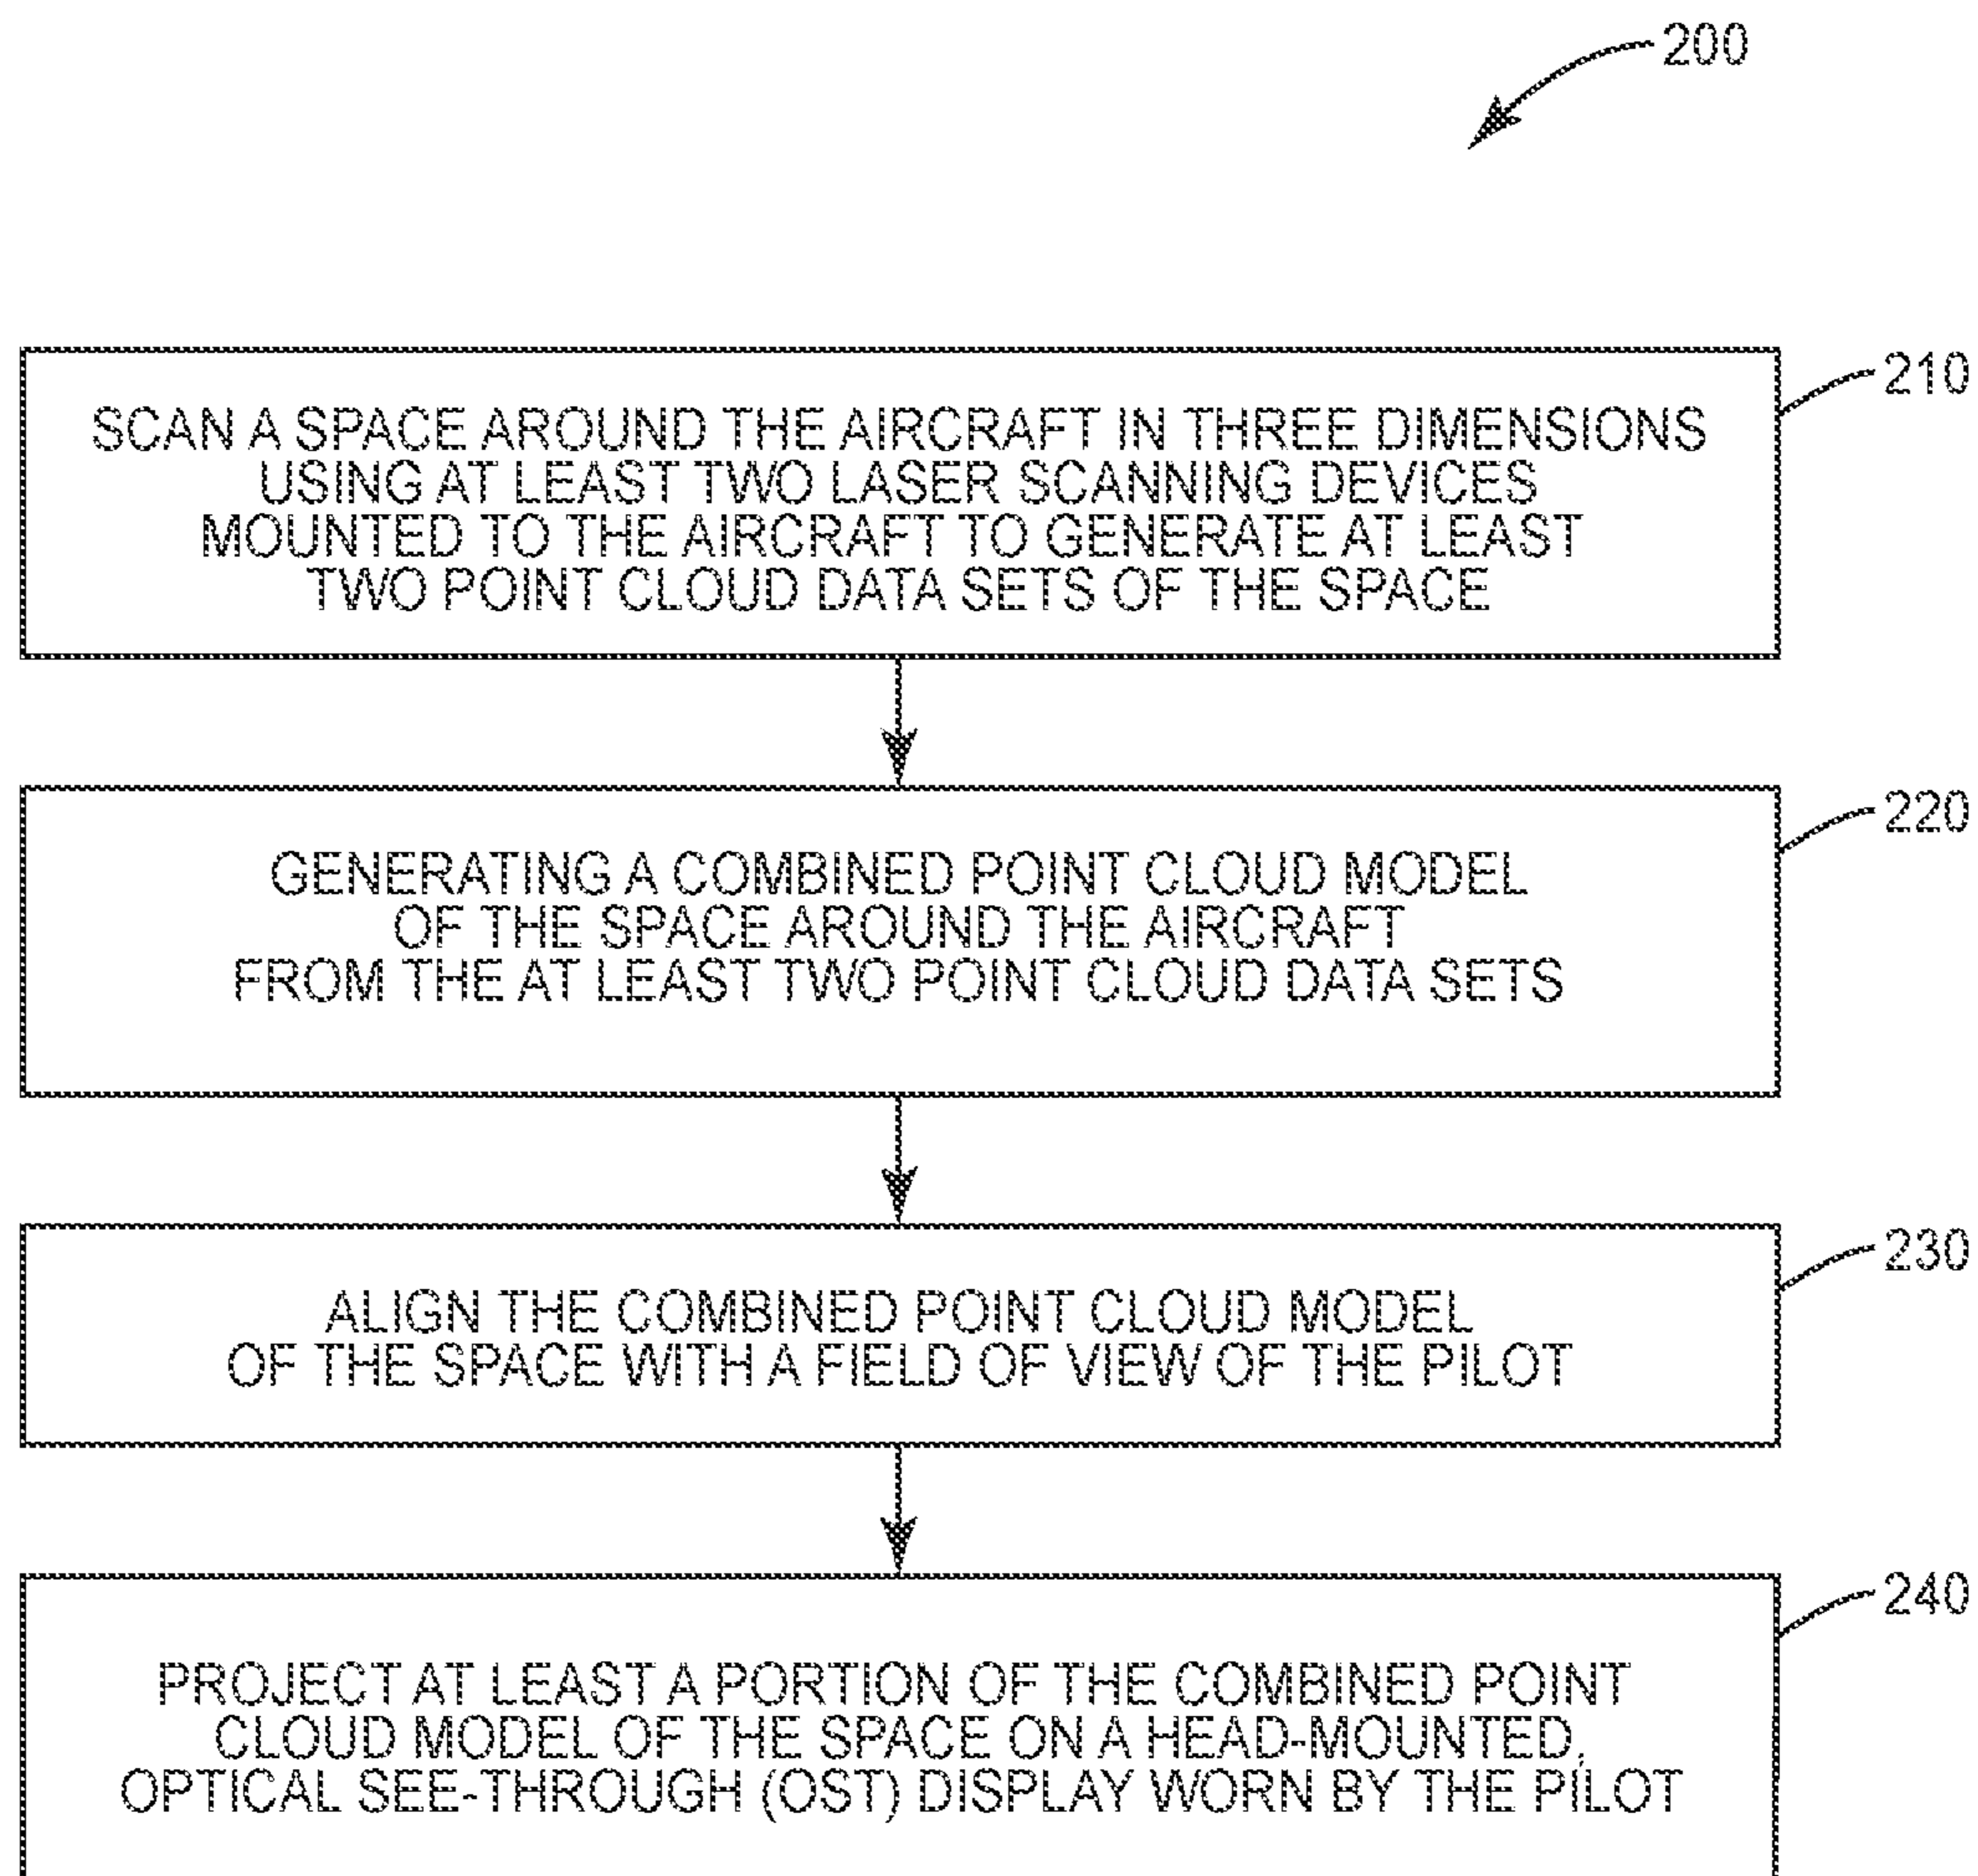 200
210
SCAN A SPACE AROUND THE AIRCRAFT IN THREE DIMENSIONS
USING AT LEAST TWO LASER SCANNING DEVICES
MOUNTED TO THE AIRCRAFT TO GENERATE AT LEAST
TWO POINT CLOUD DATA SETS OF THE SPACE
220
GENERATING A COMBINED POINT CLOUD MODEL
OF THE SPACE AROUND THE AIRCRAFT
FROM THE AT LEAST TWO POINT CLOUD DATA SETS
230
ALIGN THE COMBINED POINT CLOUD MODEL
OF THE SPACE WITH A FIELD OF VIEW OF THE PILOT
240
PROJECT AT LEAST A PORTION OF THE COMBINED POINT
CLOUD MODEL OF THE SPACE ON A HEAD-MOUNTED,
OPTICAL SEE-THROUGH (OST) DISPLAY WORN BY THE PILOT